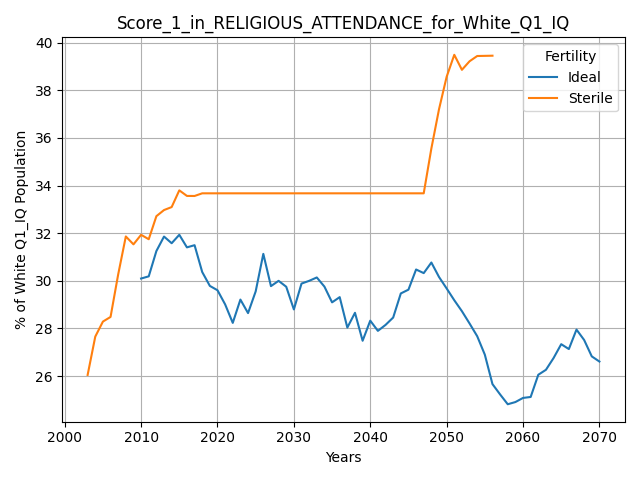 Score_1_in_RELIGIOUS_ATTENDANCE_for_White_Q1_IQ
% of White Q1_IQ Population
40
38
36
34
32
30
28
26
Fertility
Ideal
Sterile
2000 2010 2020 2030 2040 2050 2060 2070
Years